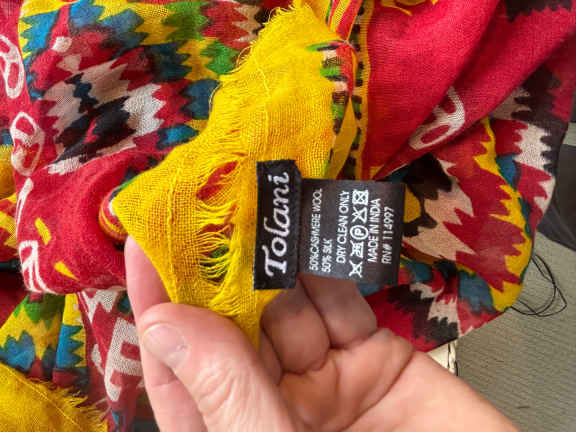 Tolani
50%CASHMERE WOOL
50% SILK
DRY CLEAN ONLY
MADE IN INDIA
RN# 114997